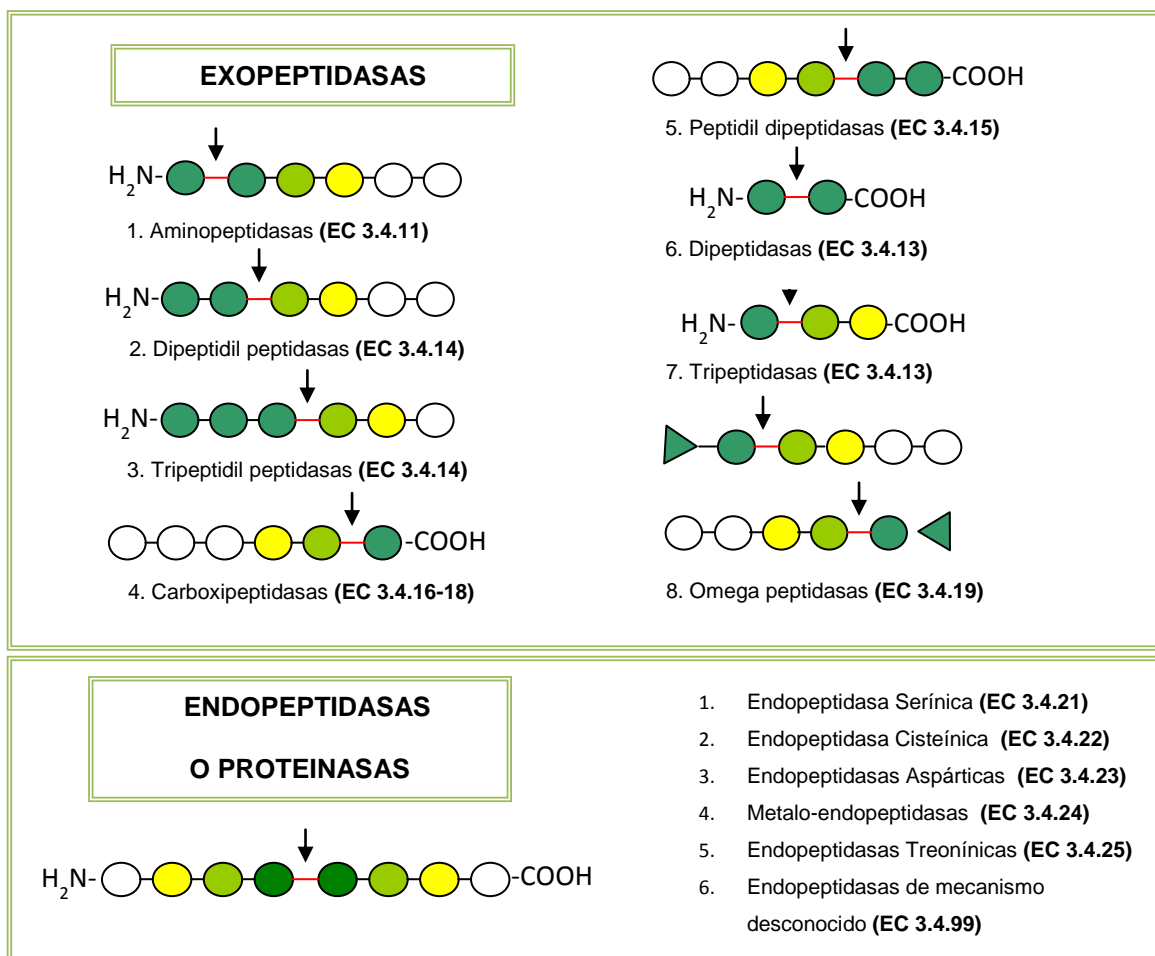 EXOPEPTIDASAS
H2N-
1. Aminopeptidasas (EC 3.4.11)
H2N-
2. Dipeptidil peptidasas (EC 3.4.14)
H2N-
3. Tripeptidil peptidasas (EC 3.4.14)
-COOH
4. Carboxipeptidasas (EC 3.4.16-18)
-COOH
5. Peptidil dipeptidasas (EC 3.4.15)
H2N- -COOH
6. Dipeptidasas (EC 3.4.13)
H2N- -COOH
7. Tripeptidasas (EC 3.4.13)
8. Omega peptidasas (EC 3.4.19)
ENDOPEPTIDASAS
O PROTEINASAS
H2N- -COOH
1. Endopeptidasa Serínica (EC 3.4.21)
2. Endopeptidasa Cisteínica (EC 3.4.22)
3. Endopeptidasas Aspárticas (EC 3.4.23)
4. Metalo-endopeptidasas (EC 3.4.24)
5. Endopeptidasas Treonínicas (EC 3.4.25)
6. Endopeptidasas de mecanismo
desconocido (EC 3.4.99)